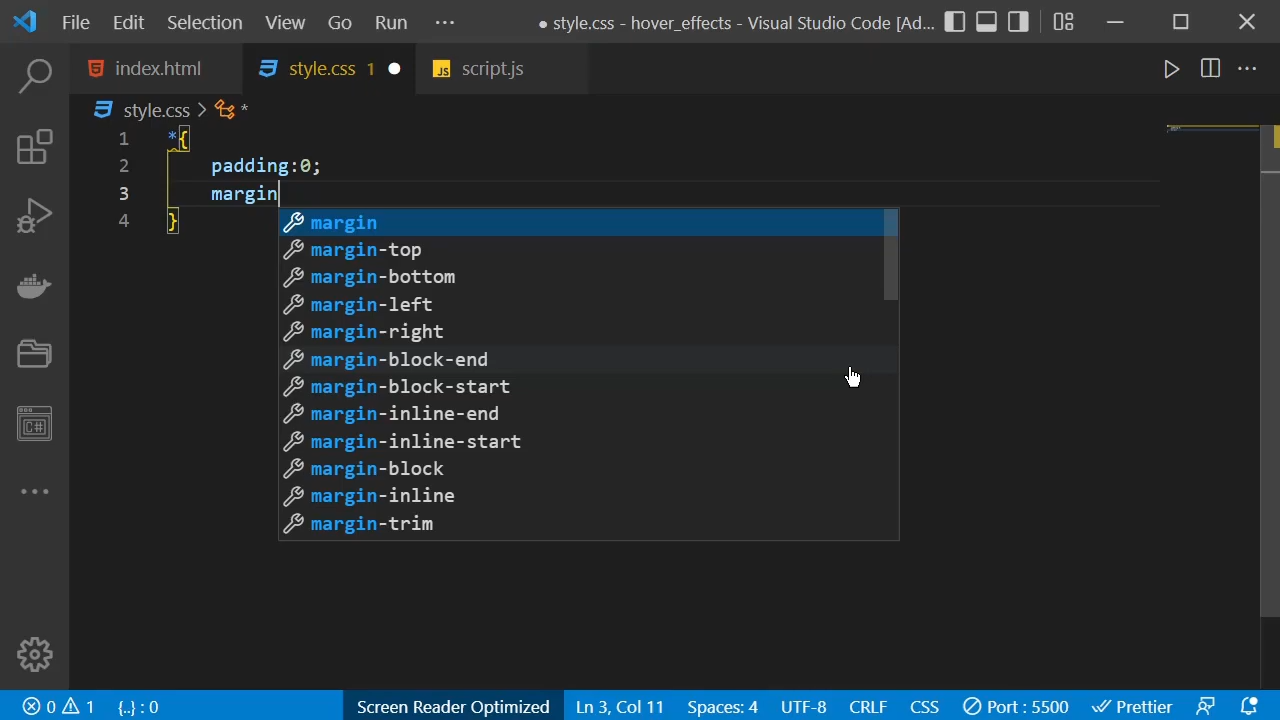 File Edit Selection View Go Run ···
● style.css - hover_effects - Visual Studio Code [Ad...
index.html
style.css 1 ●
JS script.js
style.css > *
1 *{
2 padding:0;
3 margin
4 }
margin
margin-top
margin-bottom
margin-left
margin-right
margin-block-end
margin-block-start
margin-inline-end
margin-inline-start
margin-block
margin-inline
margin-trim
C#
0 1 {..} : 0 Screen Reader Optimized Ln 3, Col 11 Spaces: 4 UTF-8 CRLF CSS Port : 5500 Prettier